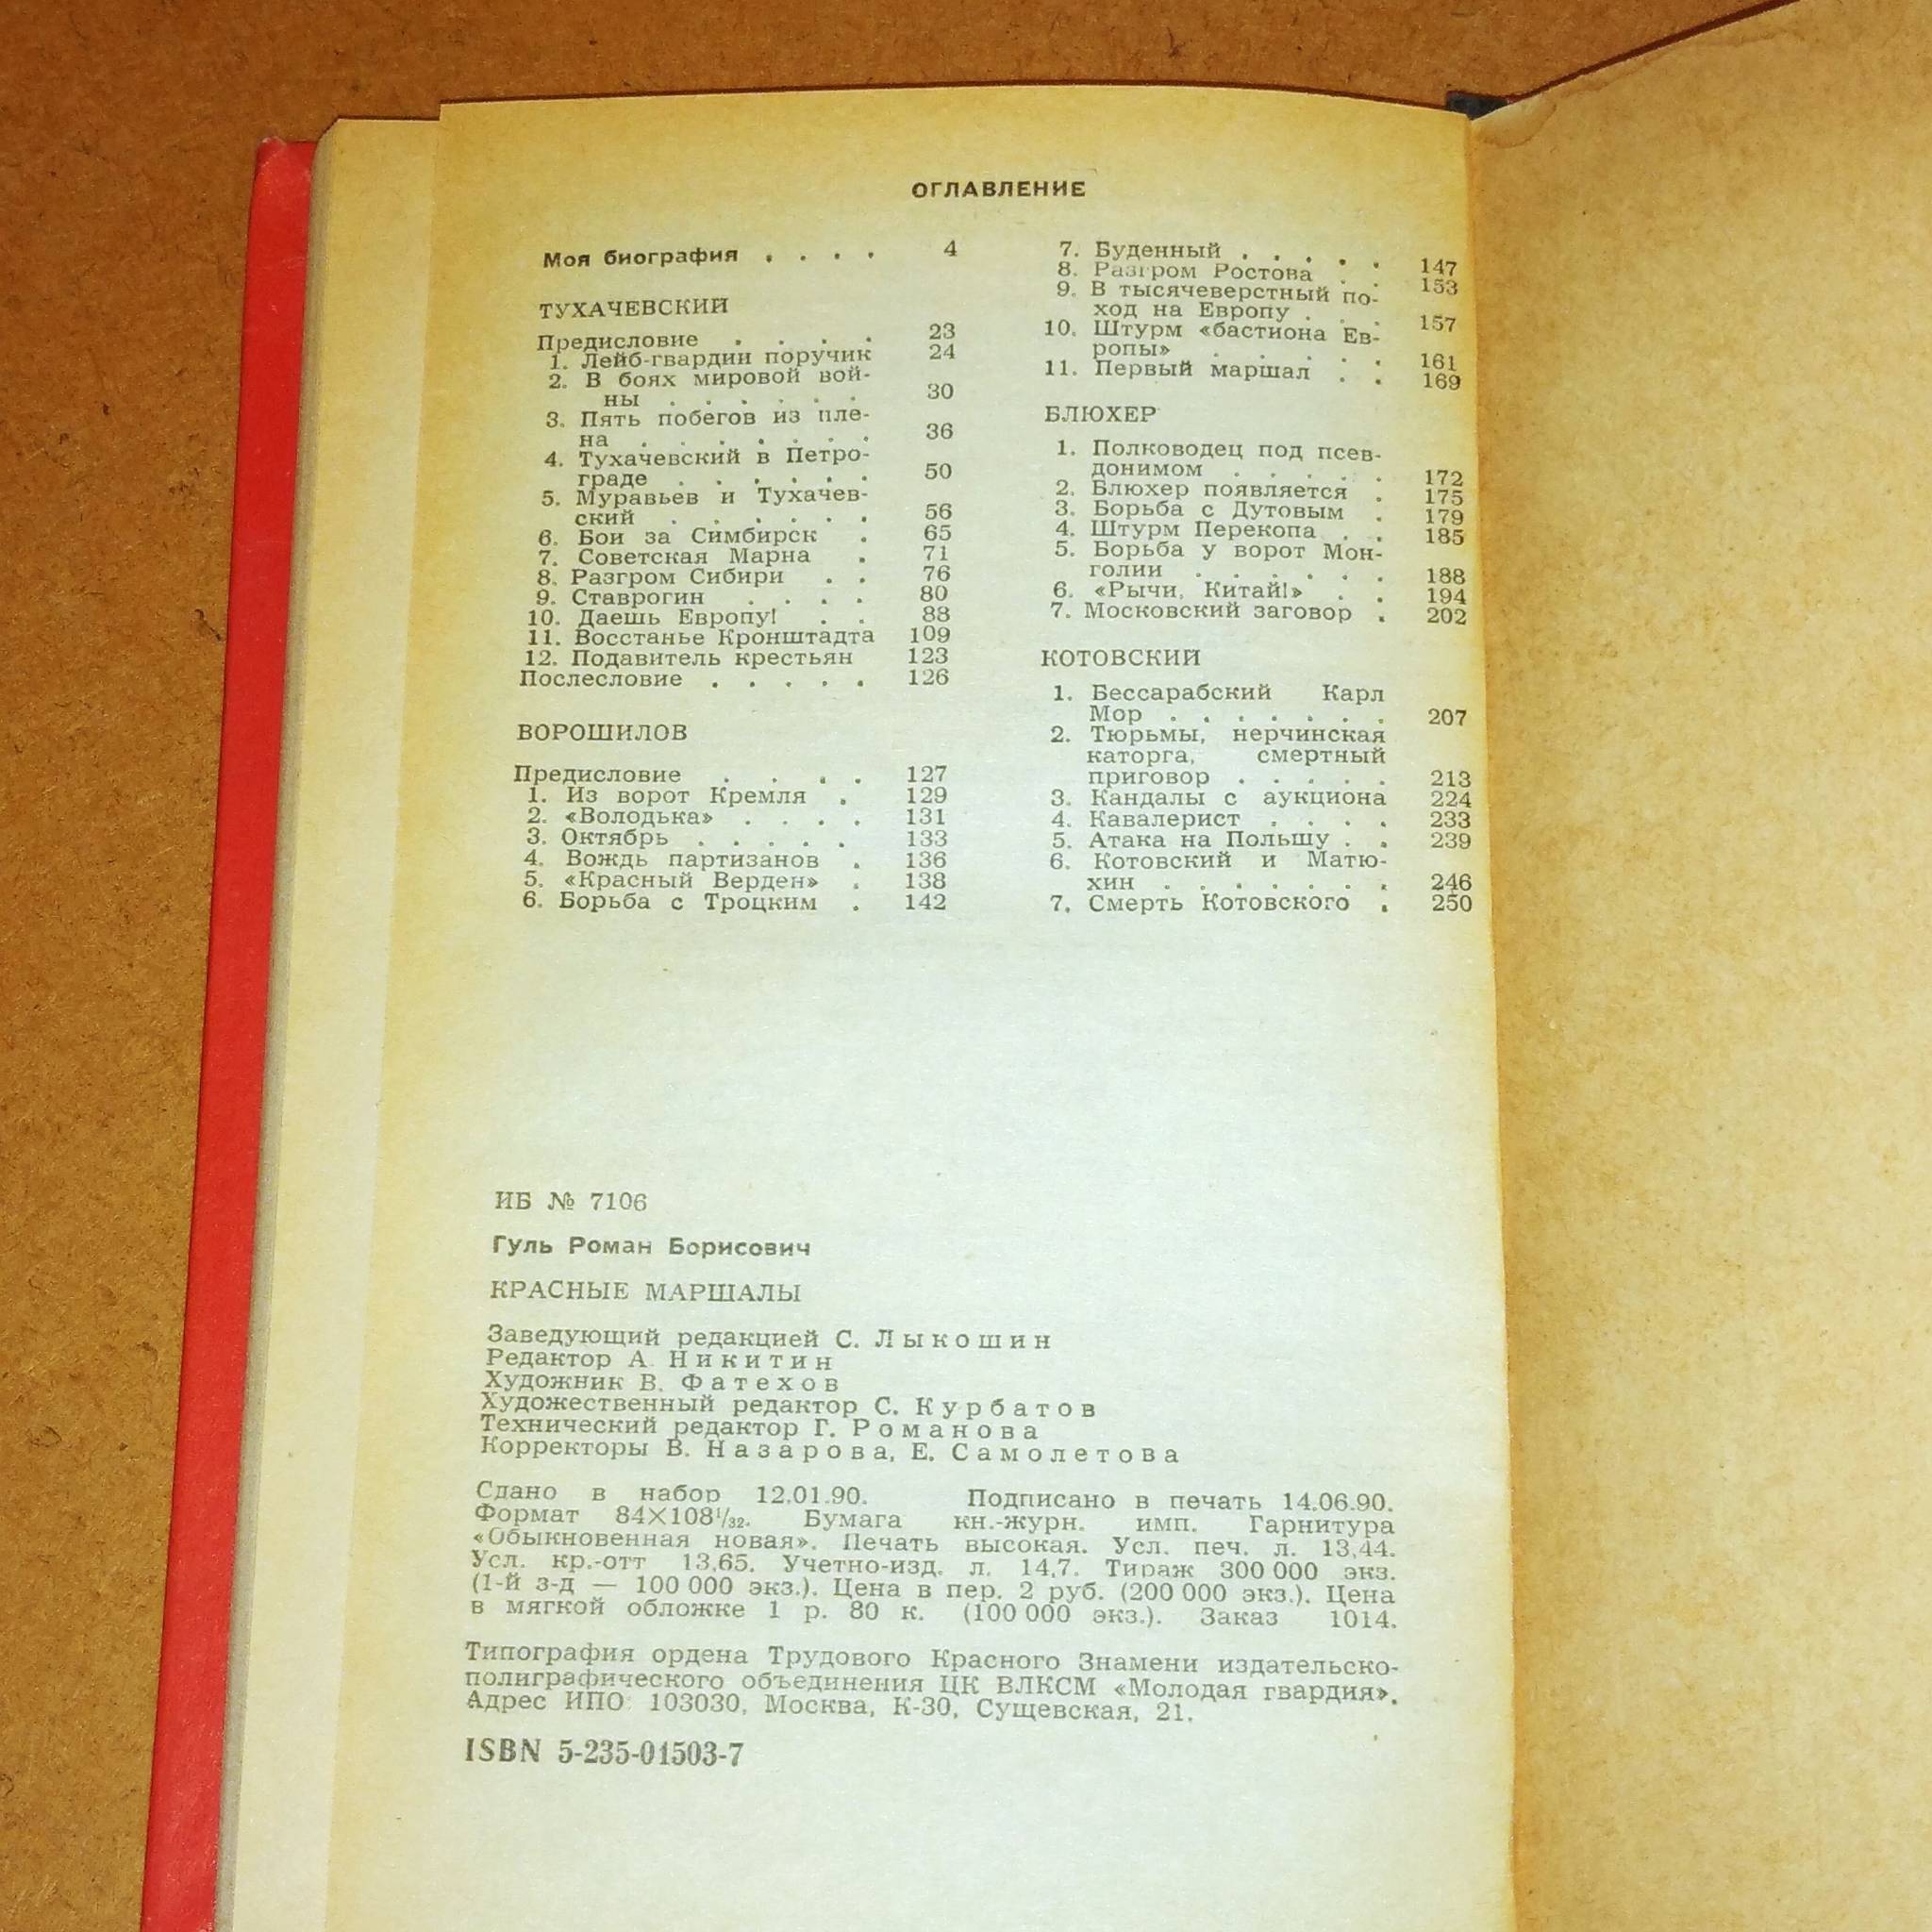 ОГЛАВЛЕНИЕ
Моя биография . . . . 4
ТУХАЧЕВСКИЙ
Предисловие . . . . 23
1. Лейб-гвардии поручик 24
2. В боях мировой вой-
ны . . . . . . 30
3. Пять побегов из пле-
на . . . . . . . 36
4. Тухачевский в Петро-
граде . . . . . . 50
5. Муравьев и Тухачев-
ский . . . . . . 56
6. Бои за Симбирск . 65
7. Советская Марна . 71
8. Разгром Сибири . . 76
9. Ставрогин . . . . 80
10. Даешь Европу! . . 88
11. Восстанье Кронштадта 109
12. Подавитель крестьян 123
Послесловие . . . . . 126
ВОРОШИЛОВ
Предисловие . . . . 127
1. Из ворот Кремля . 129
2. «Володька» . . . . 131
3. Октябрь . . . . . 133
4. Вождь партизанов . 136
5. «Красный Верден» . 138
6. Борьба с Троцким . 142
7. Буденный . . . . . 147
8. Разгром Ростова . . 153
9. В тысячеверстный по-
ход на Европу . . . 157
10. Штурм «бастиона Ев-
ропы» . . . . . 161
11. Первый маршал . . 169
БЛЮХЕР
1. Полководец под псев-
донимом . . . . . 172
2. Блюхер появляется . 175
3. Борьба с Дутовым . 179
4. Штурм Перекопа . . 185
5. Борьба у ворот Мон-
голии . . . . . . 188
6. «Рычи, Китай!» . . 194
7. Московский заговор . 202
КОТОВСКИЙ
1. Бессарабский Карл
Мор . . . . . . . 207
2. Тюрьмы, нерчинская
каторга, смертный
приговор . . . . . 213
3. Кандалы с аукциона 224
4. Кавалерист . . . . 233
5. Атака на Польшу . . 239
6. Котовский и Матю-
хин . . . . . . . 246
7. Смерть Котовского . 250
ИБ № 7106
Гуль Роман Борисович
КРАСНЫЕ МАРШАЛЫ
Заведующий редакцией С. Лыкошин
Редактор А. Никитин
Художник В. Фатехов
Художественный редактор С. Курбатов
Технический редактор Г. Романова
Корректоры В. Назарова, Е. Самолетова
Сдано в набор 12.01.90. Подписано в печать 14.06.90.
Формат 84×108¹/₃₂. Бумага кн.-журн. имп. Гарнитура
«Обыкновенная новая». Печать высокая. Усл. печ. л. 13,44.
Усл. кр.-отт 13,65. Учетно-изд. л. 14,7. Тираж 300 000 экз.
(1-й з-д — 100 000 экз.). Цена в пер. 2 руб. (200 000 экз.). Цена
в мягкой обложке 1 р. 80 к. (100 000 экз.). Заказ 1014.
Типография ордена Трудового Красного Знамени издательско-
полиграфического объединения ЦК ВЛКСМ «Молодая гвардия».
Адрес ИПО: 103030, Москва, К-30, Сущевская, 21.
ISBN 5-235-01503-7